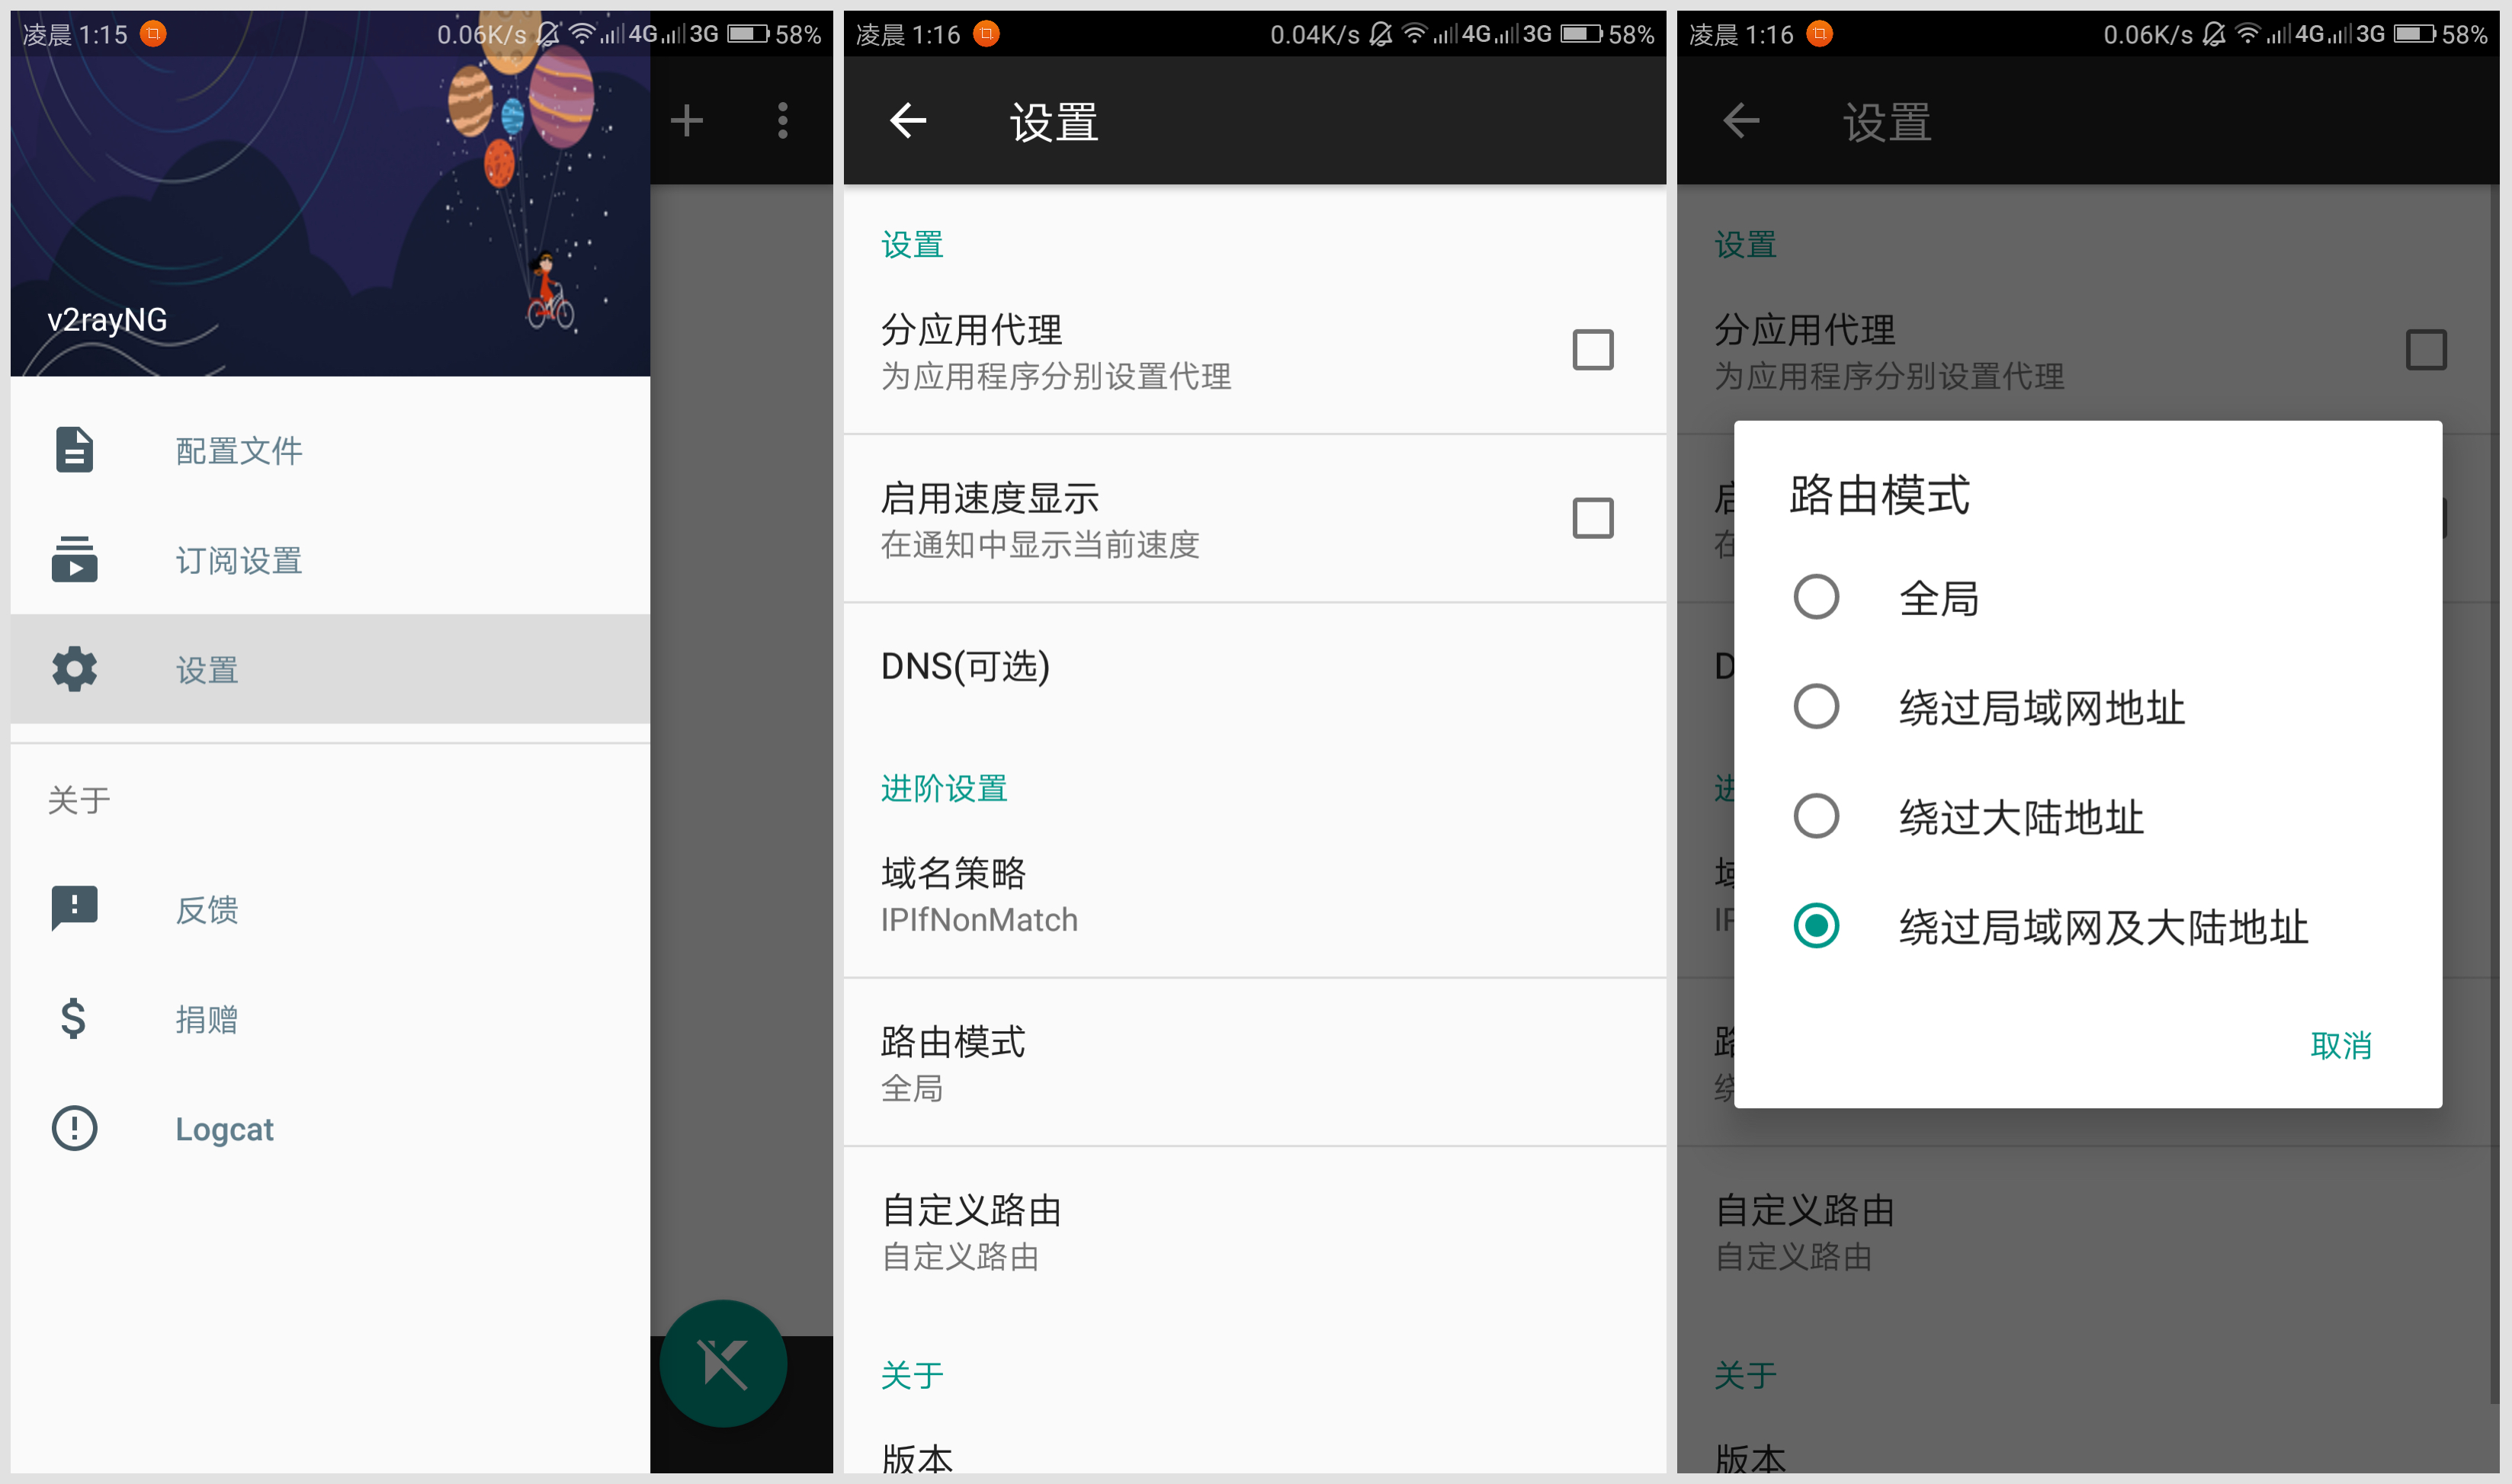 凌晨 1:15
0.06K/s 4G 3G 58%
v2rayNG
配置文件
订阅设置
设置
关于
反馈
捐赠
Logcat
凌晨 1:16
0.04K/s 4G 3G 58%
设置
设置
分应用代理
为应用程序分别设置代理
启用速度显示
在通知中显示当前速度
DNS(可选)
进阶设置
域名策略
IPIfNonMatch
路由模式
全局
自定义路由
自定义路由
关于
版本
凌晨 1:16
0.06K/s 4G 3G 58%
设置
设置
分应用代理
为应用程序分别设置代理
路由模式
全局
绕过局域网地址
绕过大陆地址
绕过局域网及大陆地址
取消
自定义路由
自定义路由
关于
版本